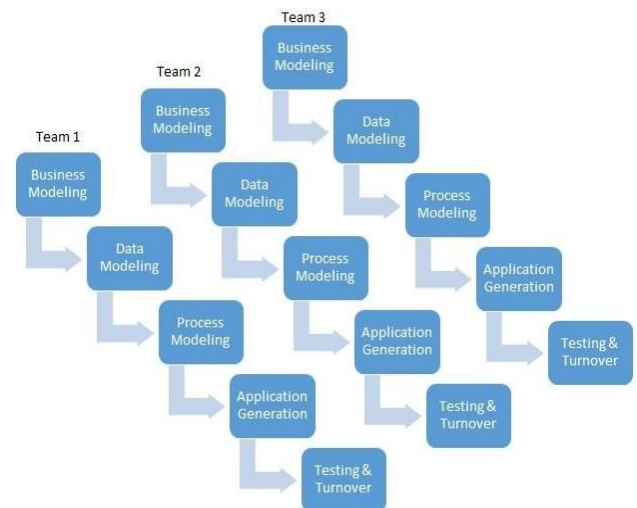 Team 3
Business
Modeling
Data
Modeling
Process
Modeling
Application
Generation
Testing &
Turnover
Team 2
Business
Modeling
Data
Modeling
Process
Modeling
Application
Generation
Testing &
Turnover
Team 1
Business
Modeling
Data
Modeling
Process
Modeling
Application
Generation
Testing &
Turnover